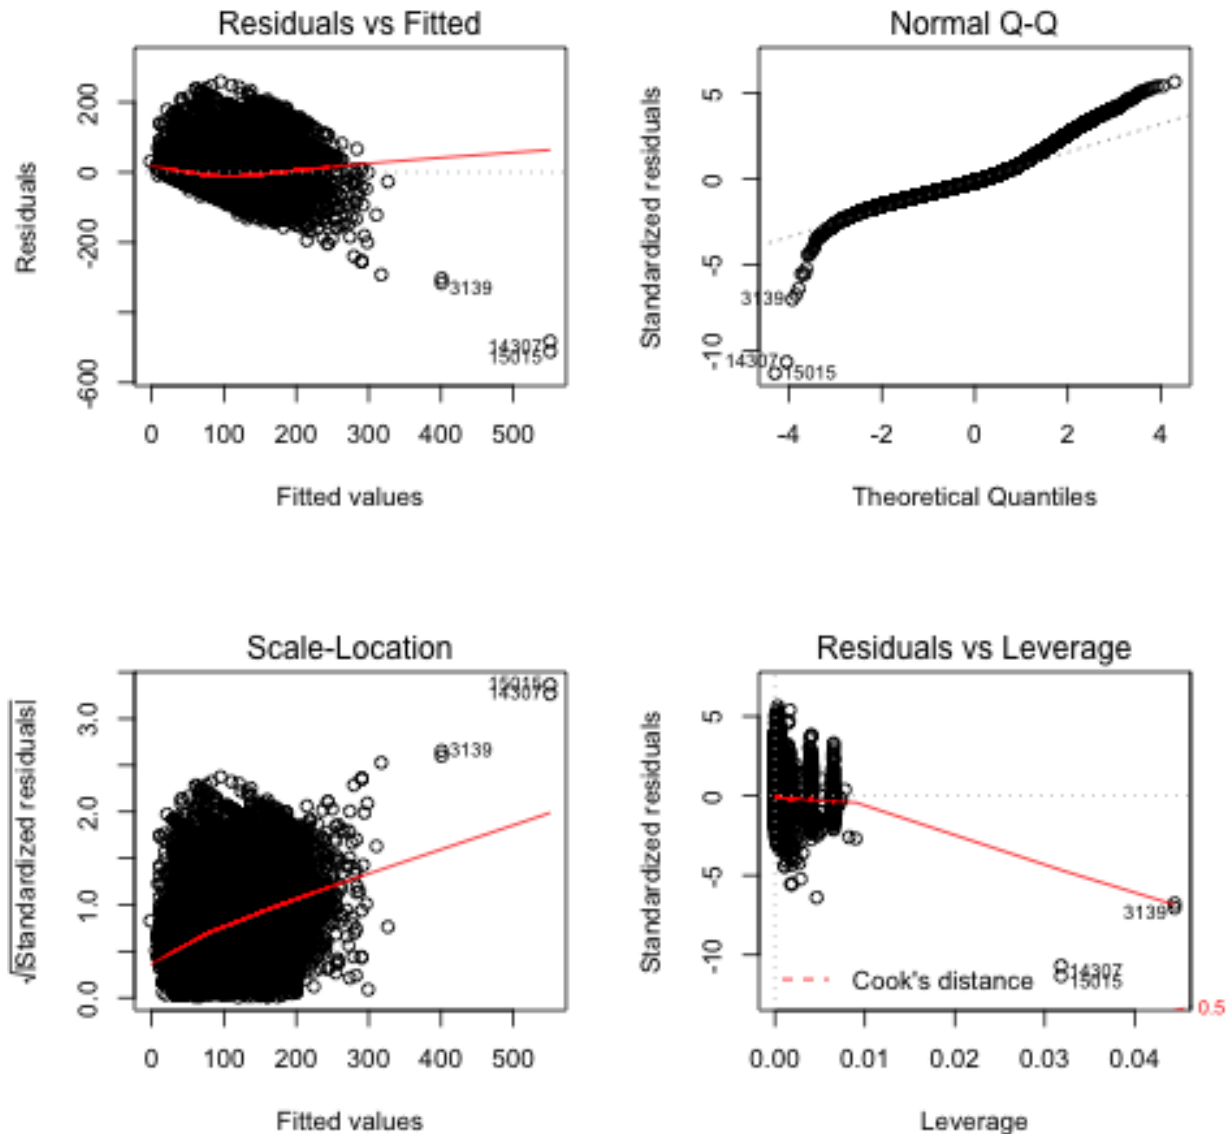 Residuals vs Fitted
Residuals
200
0
-200
-600
3139
14307
15015
0 100 200 300 400 500
Fitted values
Normal Q-Q
Standardized residuals
5
0
-5
-10
3139
14307
15015
-4 -2 0 2 4
Theoretical Quantiles
Scale-Location
√|Standardized residuals|
3.0
2.0
1.0
0.0
15015
14307
3139
0 100 200 300 400 500
Fitted values
Residuals vs Leverage
Standardized residuals
5
0
-5
-10
3139
14307
15015
Cook's distance
0.5
0.00 0.01 0.02 0.03 0.04
Leverage